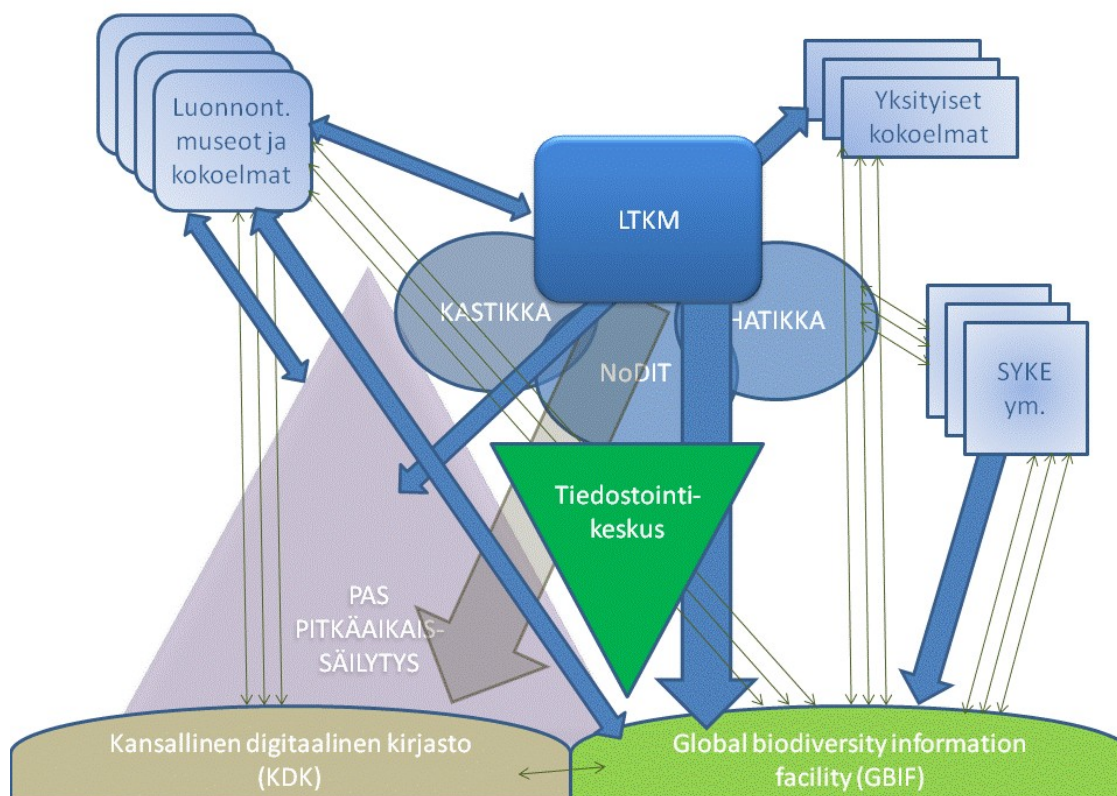 Luonnont.
museot ja
kokoelmat
Yksityiset
kokoelmat
LTKM
KASTIKKA
HATIKKA
NoDIT
SYKE
ym.
Tiedostointi-
keskus
PAS
PITKÄAIKAIS-
SÄILYTYS
Kansallinen digitaalinen kirjasto
(KDK)
Global biodiversity information
facility (GBIF)